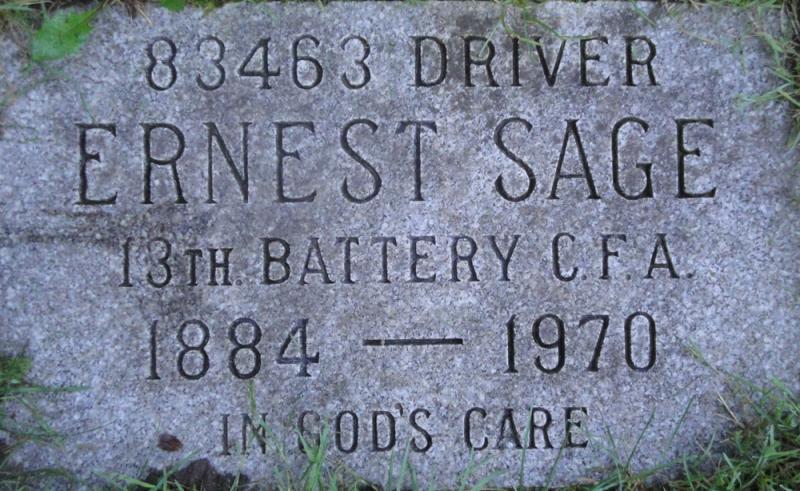 83463 DRIVER
ERNEST SAGE
13TH. BATTERY C.F.A.
1884 — 1970
IN GOD'S CARE